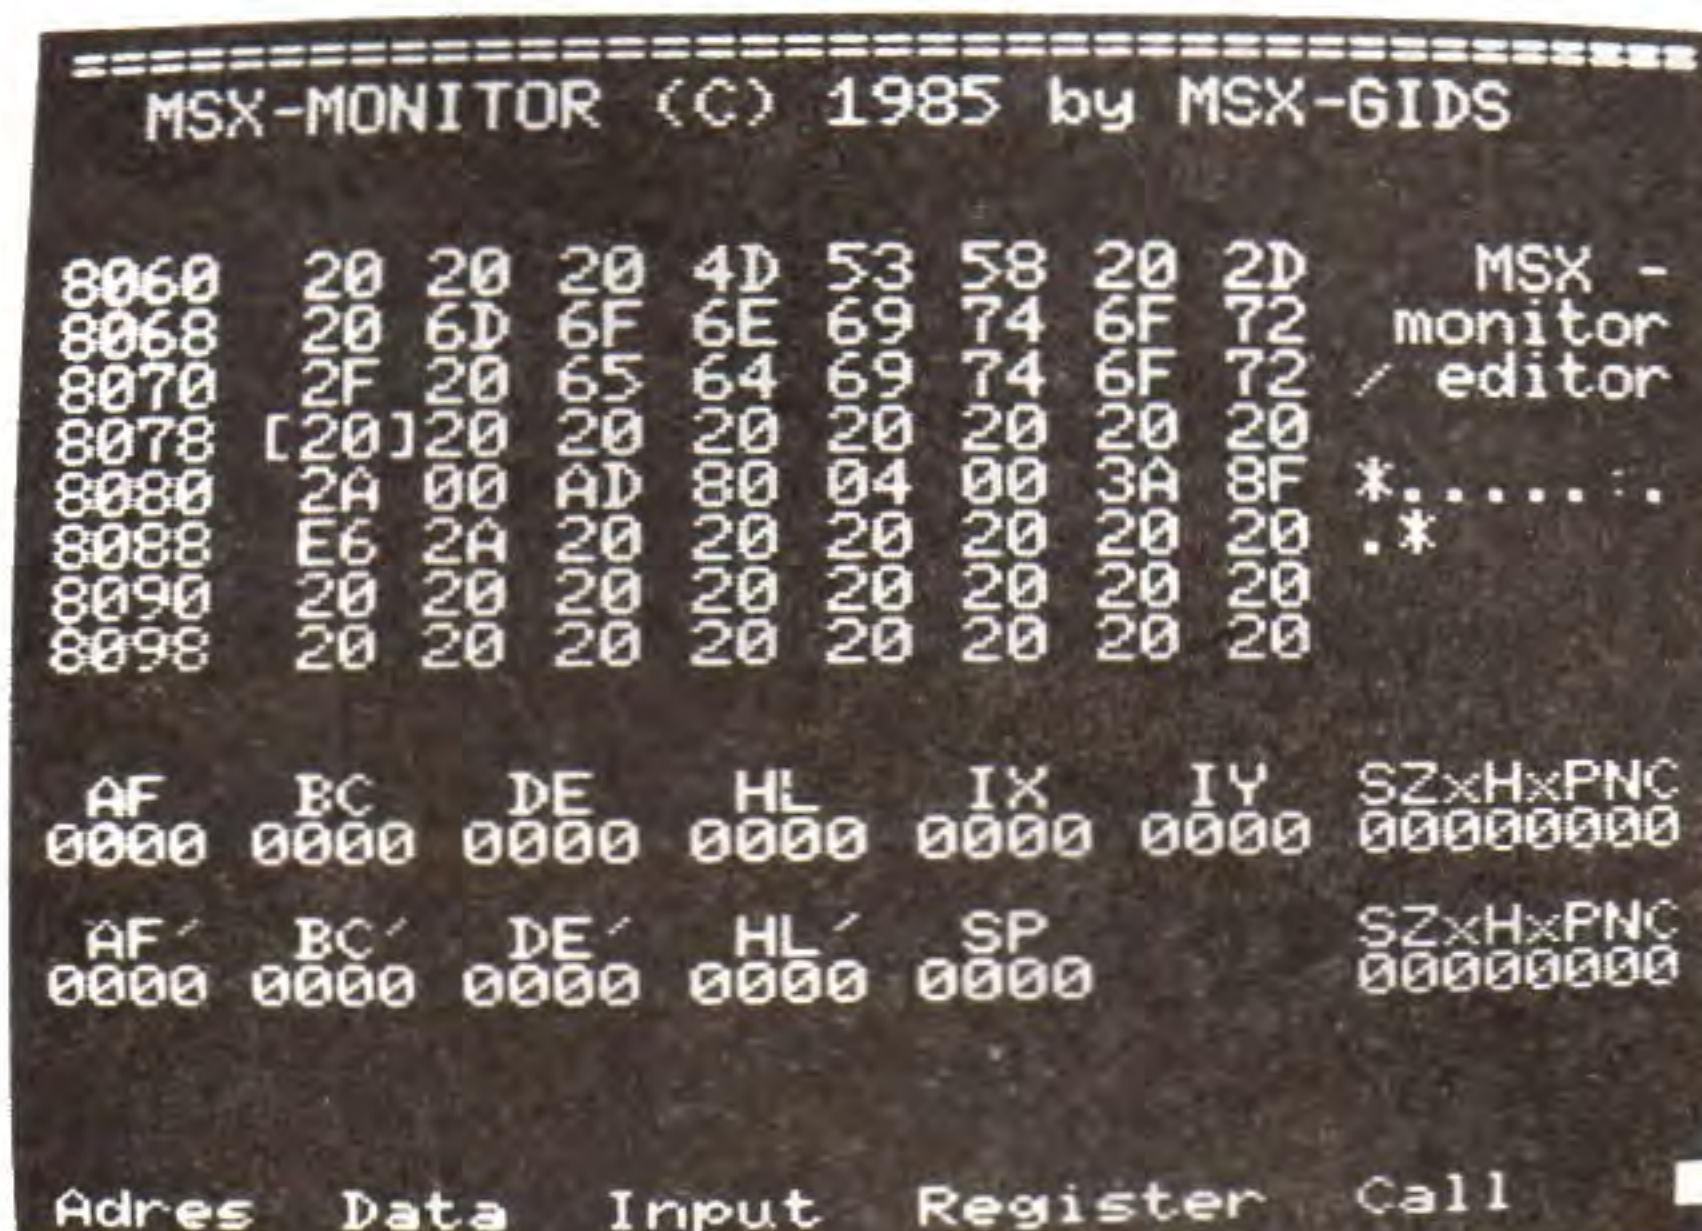 ==============================
MSX-MONITOR (C) 1985 by MSX-GIDS
8060 20 20 20 4D 53 58 20 2D MSX -
8068 20 6D 6F 6E 69 74 6F 72 monitor
8070 2F 20 65 64 69 74 6F 72 / editor
8078 [20]20 20 20 20 20 20 20
8080 2A 00 AD 80 04 00 3A 8F *.....:.
8088 E6 2A 20 20 20 20 20 20 .*
8090 20 20 20 20 20 20 20 20
8098 20 20 20 20 20 20 20 20
AF BC DE HL IX IY SZxHxPNC
0000 0000 0000 0000 0000 0000 00000000
AF' BC' DE' HL' SP SZxHxPNC
0000 0000 0000 0000 0000 00000000
Adres Data Input Register Call